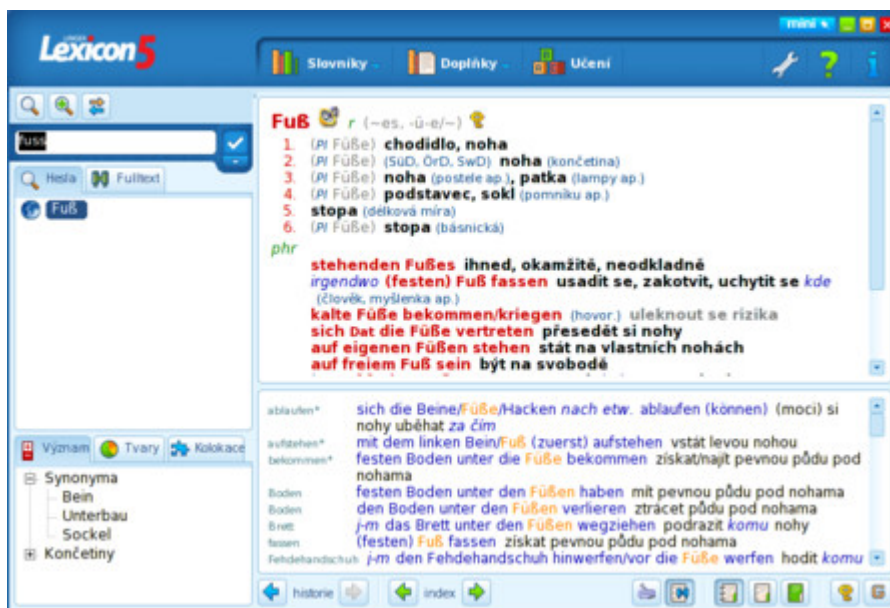 mini
Lexicon5
Slovníky
Doplňky
Učení
fuss
Hesla
Fulltext
Fuß
Fuß r (~es, -ü-e/~)
1. (Pl Füße) chodidlo, noha
2. (Pl Füße) (SüD, ÖrD, SwD) noha (končetina)
3. (Pl Füße) noha (postele ap.), patka (lampy ap.)
4. (Pl Füße) podstavec, sokl (pomníku ap.)
5. stopa (délková míra)
6. (Pl Füße) stopa (básnická)
phr
stehenden Fußes ihned, okamžitě, neodkladně
irgendwo (festen) Fuß fassen usadit se, zakotvit, uchytit se kde
(člověk, myšlenka ap.)
kalte Füße bekommen/kriegen (hovor.) uleknout se rizika
sich Dat die Füße vertreten přesedět si nohy
auf eigenen Füßen stehen stát na vlastních nohách
auf freiem Fuß sein být na svobodě
Význam
Tvary
Kolokace
Synonyma
Bein
Unterbau
Sockel
Končetiny
ablaufen* sich die Beine/Füße/Hacken nach etw. ablaufen (können) (moci) si
nohy uběhat za čím
aufstehen* mit dem linken Bein/Fuß (zuerst) aufstehen vstát levou nohou
bekommen* festen Boden unter die Füße bekommen získat/najít pevnou půdu pod
nohama
Boden festen Boden unter den Füßen haben mít pevnou půdu pod nohama
Boden den Boden unter den Füßen verlieren ztrácet půdu pod nohama
Brett j-m das Brett unter den Füßen wegziehen podrazit komu nohy
fassen (festen) Fuß fassen získat pevnou půdu pod nohama
Fehdehandschuh j-m den Fehdehandschuh hinwerfen/vor die Füße werfen hodit komu
historie
index